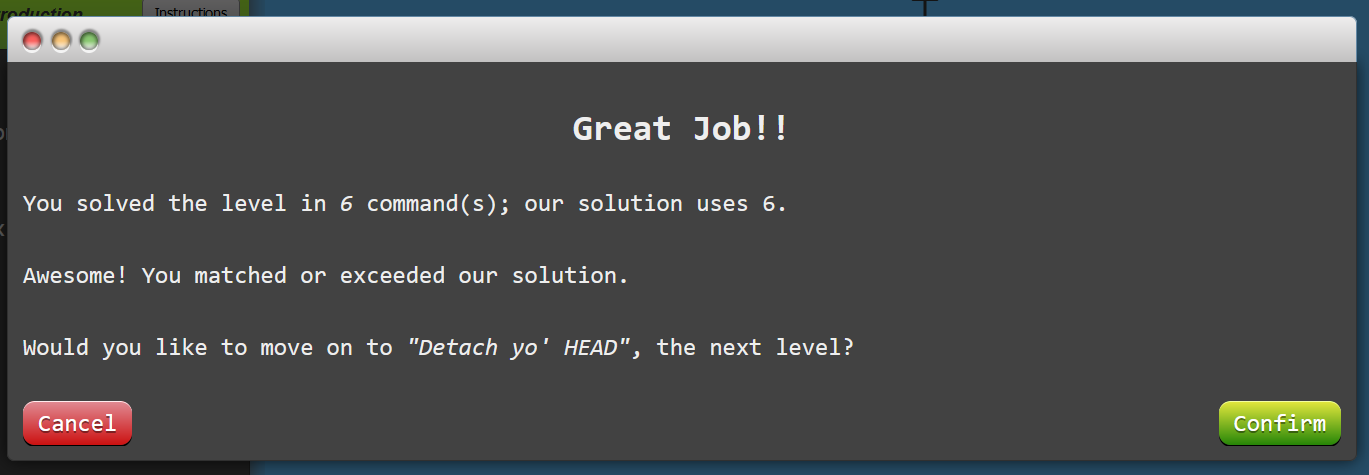 Instructions
Great Job!!
You solved the level in 6 command(s); our solution uses 6.
Awesome! You matched or exceeded our solution.
Would you like to move on to "Detach yo' HEAD", the next level?
Cancel
Confirm